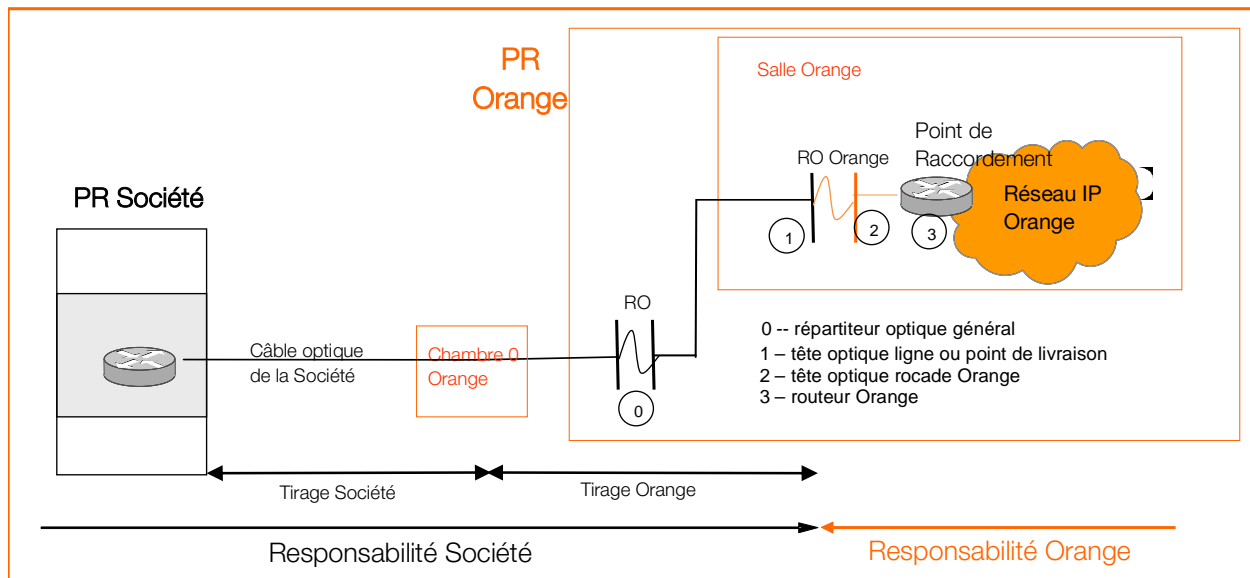 PR
Orange
Salle Orange
Point de
Raccordement
RO Orange
Réseau IP
Orange
1
2
3
PR Société
RO
Câble optique
de la Société
Chambre 0
Orange
0
0 -- répartiteur optique général
1 – tête optique ligne ou point de livraison
2 – tête optique rocade Orange
3 – routeur Orange
Tirage Société
Tirage Orange
Responsabilité Société
Responsabilité Orange